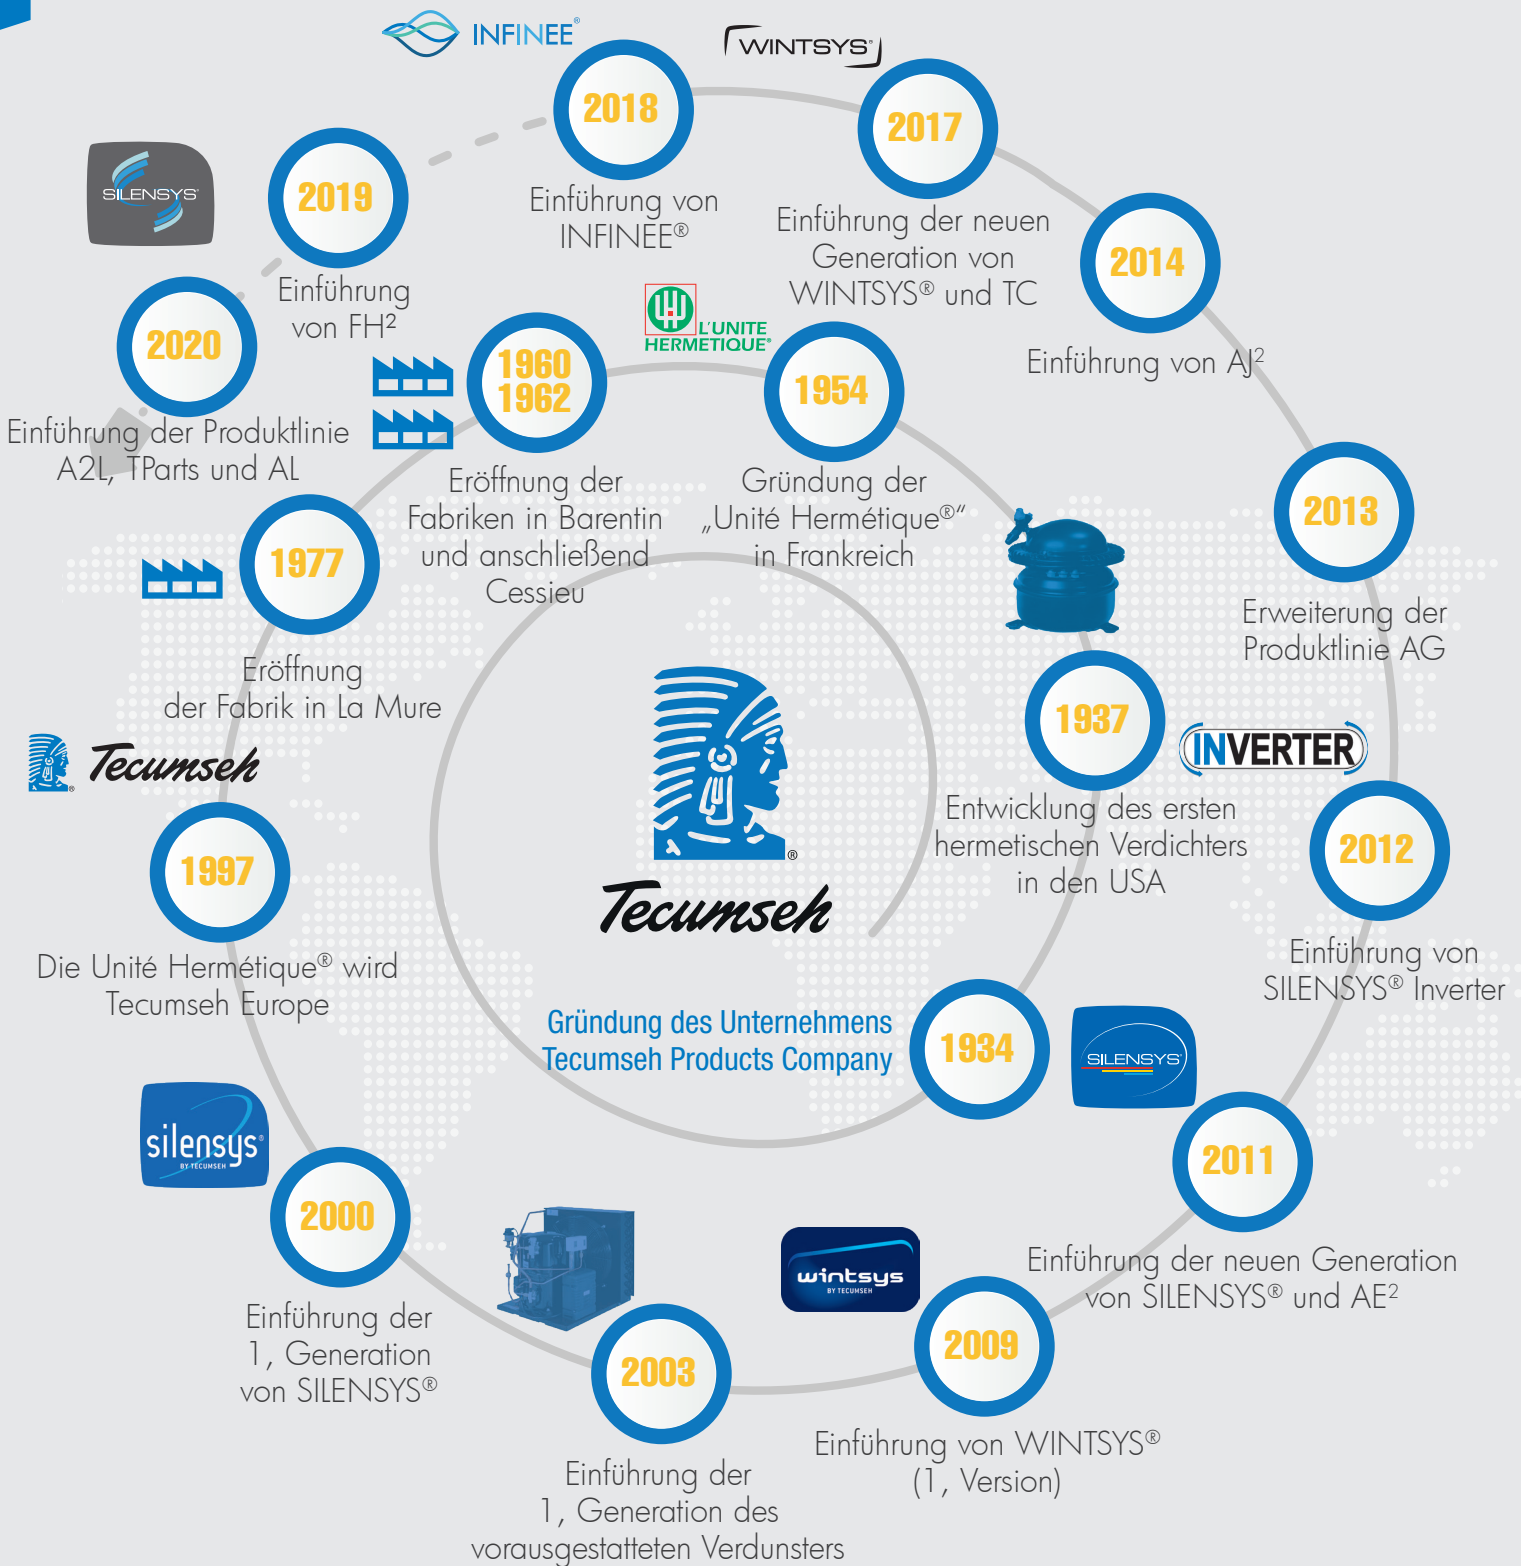 INFINEE®
WINTSYS®
2018
Einführung von
INFINEE®
2017
Einführung der neuen
Generation von
WINTSYS® und TC
SILENSYS®
2019
Einführung
von FH²
2014
Einführung von AJ²
2020
Einführung der Produktlinie
A2L, TParts und AL
1960
1962
Eröffnung der
Fabriken in Barentin
und anschließend
Cessieu
L'UNITE
HERMETIQUE®
1954
Gründung der
„Unité Hermétique®“
in Frankreich
2013
Erweiterung der
Produktlinie AG
1977
Eröffnung
der Fabrik in La Mure
1937
Entwicklung des ersten
hermetischen Verdichters
in den USA
INVERTER
2012
Einführung von
SILENSYS® Inverter
®
Tecumseh
®
Tecumseh
1997
Die Unité Hermétique® wird
Tecumseh Europe
Gründung des Unternehmens
Tecumseh Products Company
1934
SILENSYS®
2011
Einführung der neuen Generation
von SILENSYS® und AE²
silensys®
BY TECUMSEH
2000
Einführung der
1, Generation
von SILENSYS®
2003
Einführung der
1, Generation des
vorausgestatteten Verdunsters
wintsys
BY TECUMSEH
2009
Einführung von WINTSYS®
(1, Version)